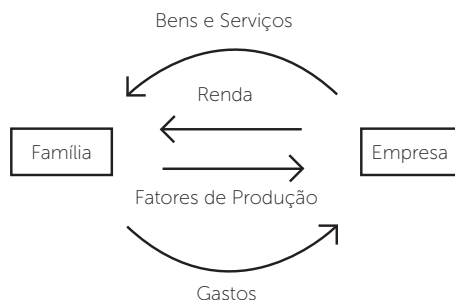 Bens e Serviços
Renda
Família
Empresa
Fatores de Produção
Gastos